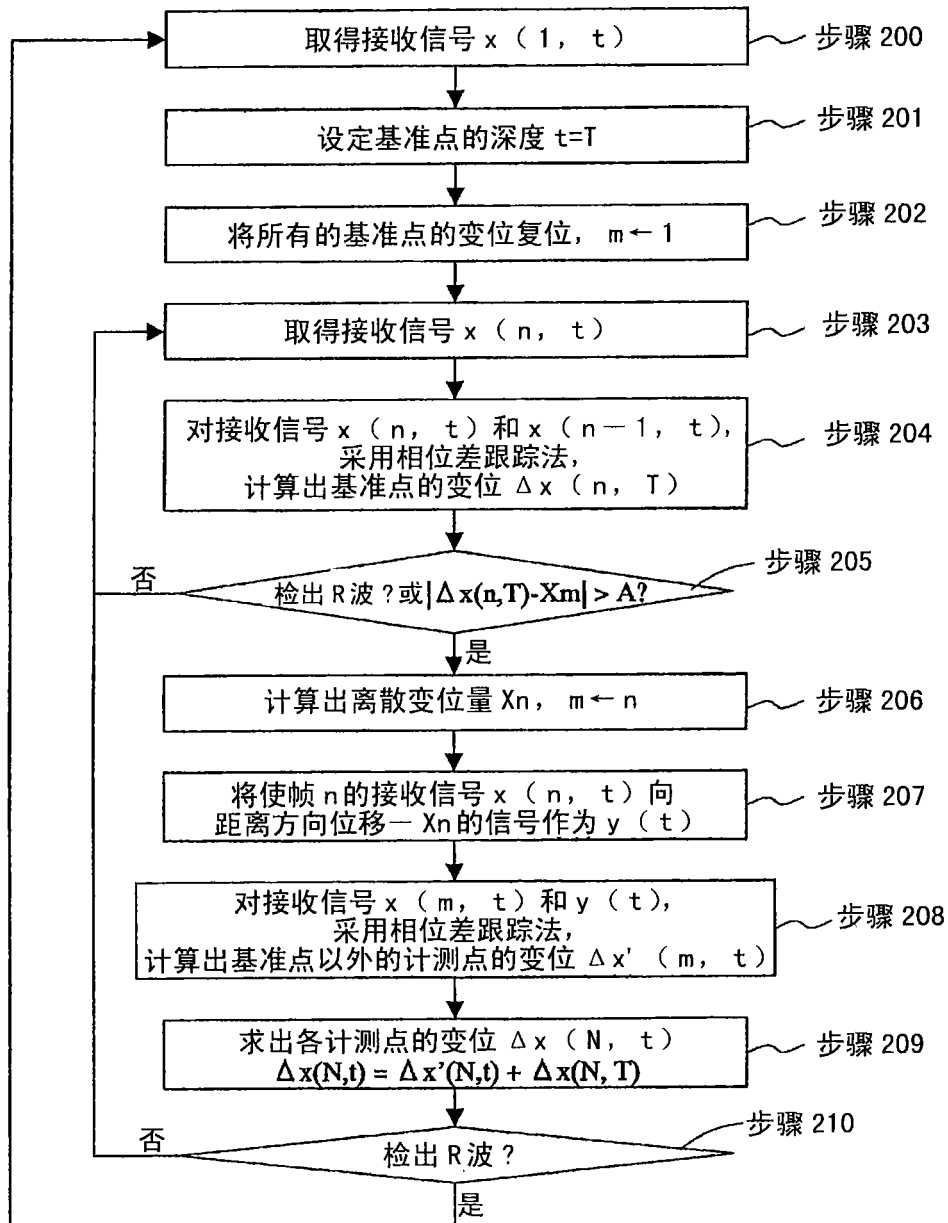 取得接收信号 x ( 1, t )
步骤 200
设定基准点的深度 t=T
步骤 201
将所有的基准点的变位复位, m←1
步骤 202
取得接收信号 x ( n, t )
步骤 203
对接收信号 x ( n, t ) 和 x ( n-1, t ),
采用相位差跟踪法,
计算出基准点的变位 Δx ( n, T )
步骤 204
检出 R 波 ? 或 |Δx(n,T)-Xm| > A?
步骤 205
否
是
计算出离散变位量 Xn, m←n
步骤 206
将使帧 n 的接收信号 x ( n, t ) 向
距离方向位移一 Xn 的信号作为 y ( t )
步骤 207
对接收信号 x ( m, t ) 和 y ( t ),
采用相位差跟踪法,
计算出基准点以外的计测点的变位 Δx' ( m, t )
步骤 208
求出各计测点的变位 Δx ( N, t )
Δx(N,t) = Δx'(N,t) + Δx(N, T)
步骤 209
检出 R 波 ?
步骤 210
否
是